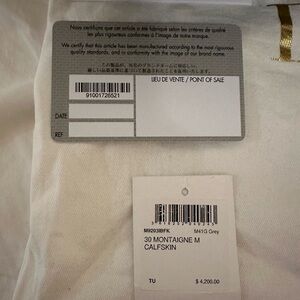 Nous certifions que cet article a été fabriqué selon les critères de qualité
les plus rigoureux conformes à l'image de notre marque.
We certify that this article has been manufactured according to the most rigorous
quality standards, and is conform with the image of our brand name.
LIEU DE VENTE / POINT OF SALE
91001726521
DATE
REF
M9203IBFK M41G Grey
30 MONTAIGNE M
CALFSKIN
TU $ 4,200.00